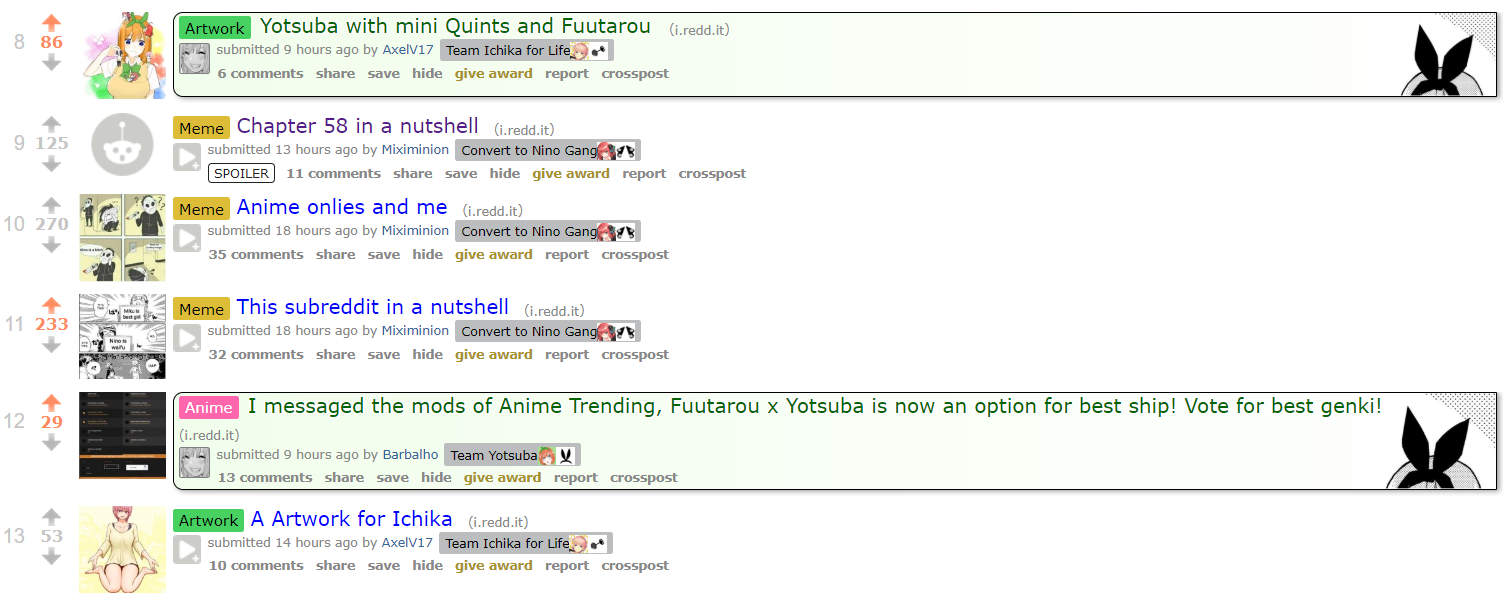 8
86
Artwork Yotsuba with mini Quints and Fuutarou (i.redd.it)
submitted 9 hours ago by AxelV17 Team Ichika for Life
6 comments share save hide give award report crosspost
9
125
Meme Chapter 58 in a nutshell (i.redd.it)
submitted 13 hours ago by Miximinion Convert to Nino Gang
SPOILER 11 comments share save hide give award report crosspost
10
270
Meme Anime onlies and me (i.redd.it)
submitted 18 hours ago by Miximinion Convert to Nino Gang
35 comments share save hide give award report crosspost
11
233
Miku is best girl
Nino is waifu
Meme This subreddit in a nutshell (i.redd.it)
submitted 18 hours ago by Miximinion Convert to Nino Gang
32 comments share save hide give award report crosspost
12
29
Anime I messaged the mods of Anime Trending, Fuutarou x Yotsuba is now an option for best ship! Vote for best genki!
(i.redd.it)
submitted 9 hours ago by Barbalho Team Yotsuba
13 comments share save hide give award report crosspost
13
53
Artwork A Artwork for Ichika (i.redd.it)
submitted 14 hours ago by AxelV17 Team Ichika for Life
10 comments share save hide give award report crosspost